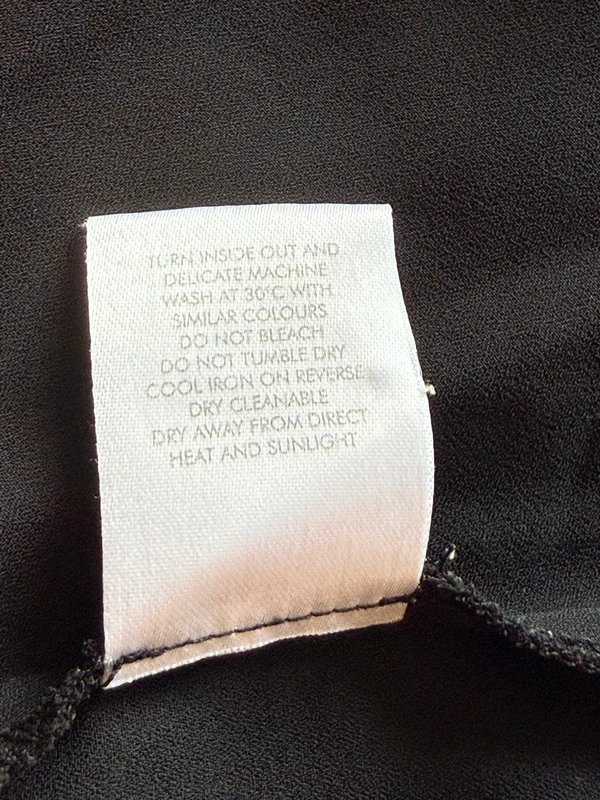 TURN INSIDE OUT AND
DELICATE MACHINE
WASH AT 30°C WITH
SIMILAR COLOURS
DO NOT BLEACH
DO NOT TUMBLE DRY
COOL IRON ON REVERSE
DRY CLEANABLE
DRY AWAY FROM DIRECT
HEAT AND SUNLIGHT